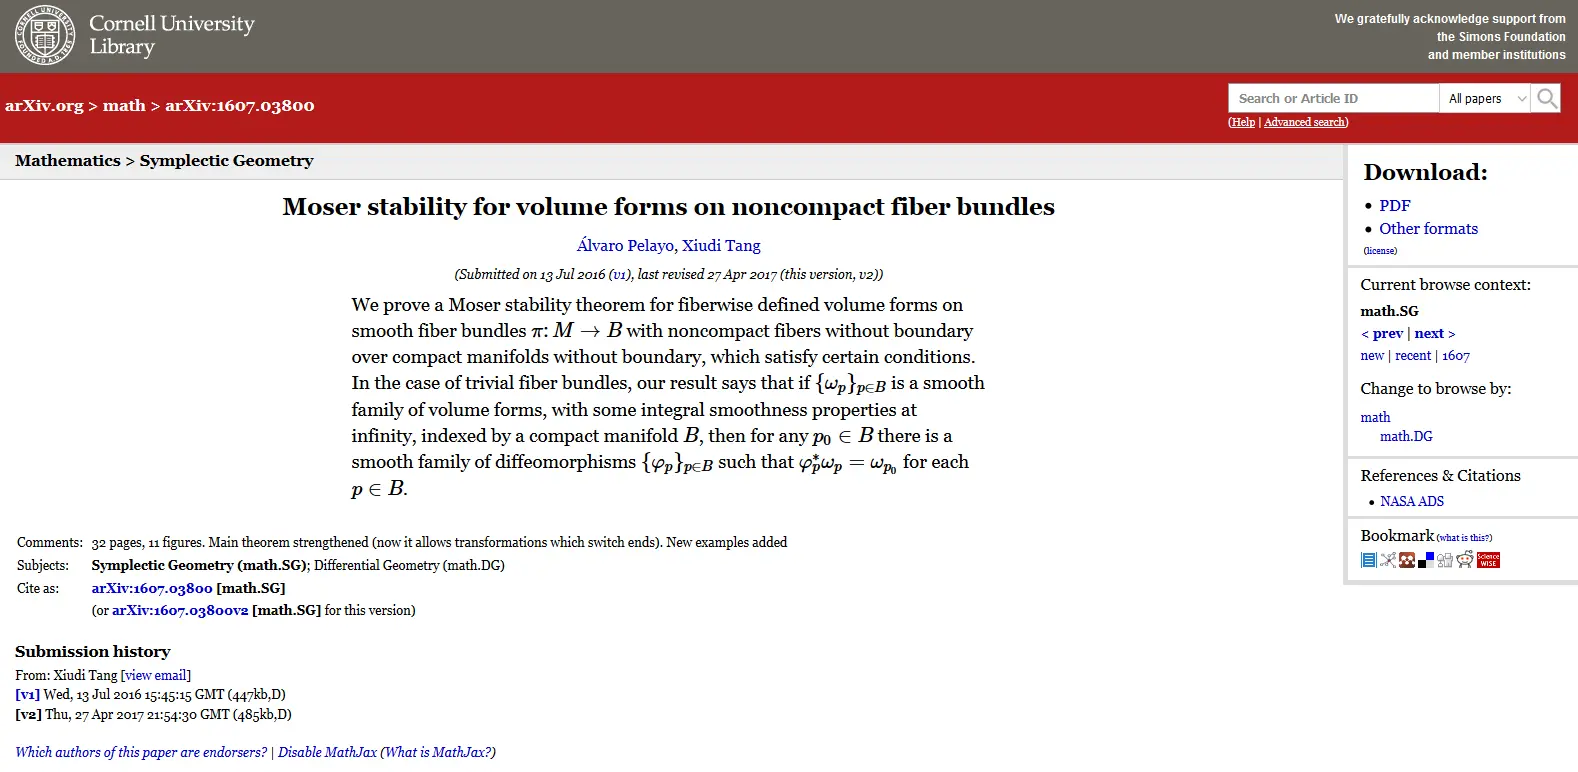 Cornell University
Library
We gratefully acknowledge support from
the Simons Foundation
and member institutions
arXiv.org > math > arXiv:1607.03800
Search or Article ID
All papers
(Help | Advanced search)
Mathematics > Symplectic Geometry
Moser stability for volume forms on noncompact fiber bundles
Álvaro Pelayo, Xiudi Tang
(Submitted on 13 Jul 2016 (v1), last revised 27 Apr 2017 (this version, v2))
We prove a Moser stability theorem for fiberwise defined volume forms on
smooth fiber bundles π: M → B with noncompact fibers without boundary
over compact manifolds without boundary, which satisfy certain conditions.
In the case of trivial fiber bundles, our result says that if {ω_p}_{p∈B} is a smooth
family of volume forms, with some integral smoothness properties at
infinity, indexed by a compact manifold B, then for any p_0 ∈ B there is a
smooth family of diffeomorphisms {φ_p}_{p∈B} such that φ_p^*ω_p = ω_{p_0} for each
p ∈ B.
Comments: 32 pages, 11 figures. Main theorem strengthened (now it allows transformations which switch ends). New examples added
Subjects: Symplectic Geometry (math.SG); Differential Geometry (math.DG)
Cite as: arXiv:1607.03800 [math.SG]
(or arXiv:1607.03800v2 [math.SG] for this version)
Submission history
From: Xiudi Tang [view email]
[v1] Wed, 13 Jul 2016 15:45:15 GMT (447kb,D)
[v2] Thu, 27 Apr 2017 21:54:30 GMT (485kb,D)
Which authors of this paper are endorsers? | Disable MathJax (What is MathJax?)
Download:
PDF
Other formats
(license)
Current browse context:
math.SG
< prev | next >
new | recent | 1607
Change to browse by:
math
math.DG
References & Citations
NASA ADS
Bookmark (what is this?)
Science
WISE